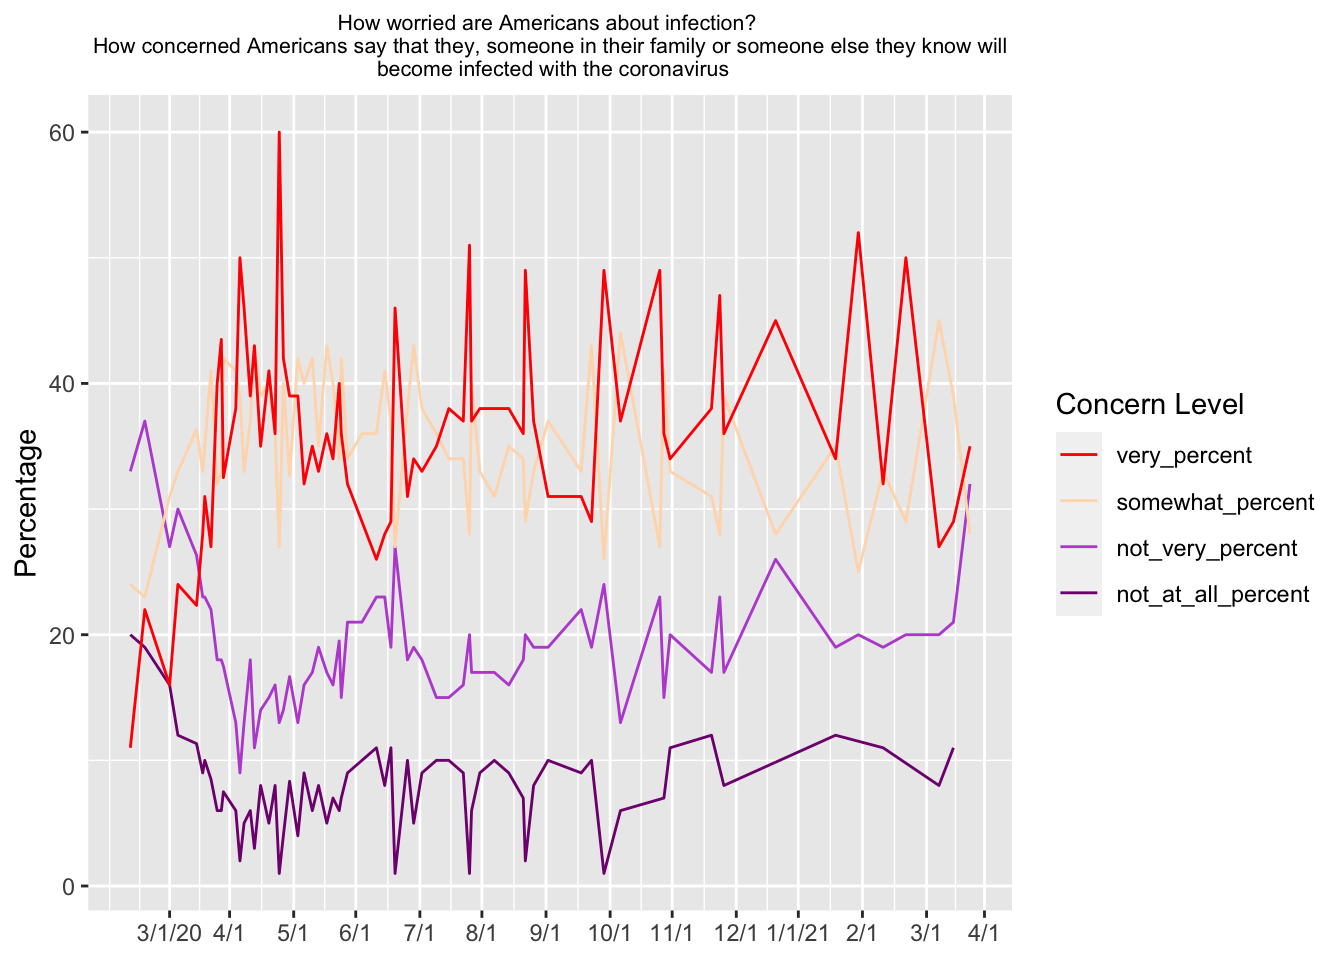 How worried are Americans about infection?
How concerned Americans say that they, someone in their family or someone else they know will
become infected with the coronavirus
Percentage
60
40
20
0
3/1/20 4/1 5/1 6/1 7/1 8/1 9/1 10/1 11/1 12/1 1/1/21 2/1 3/1 4/1
Concern Level
very_percent
somewhat_percent
not_very_percent
not_at_all_percent